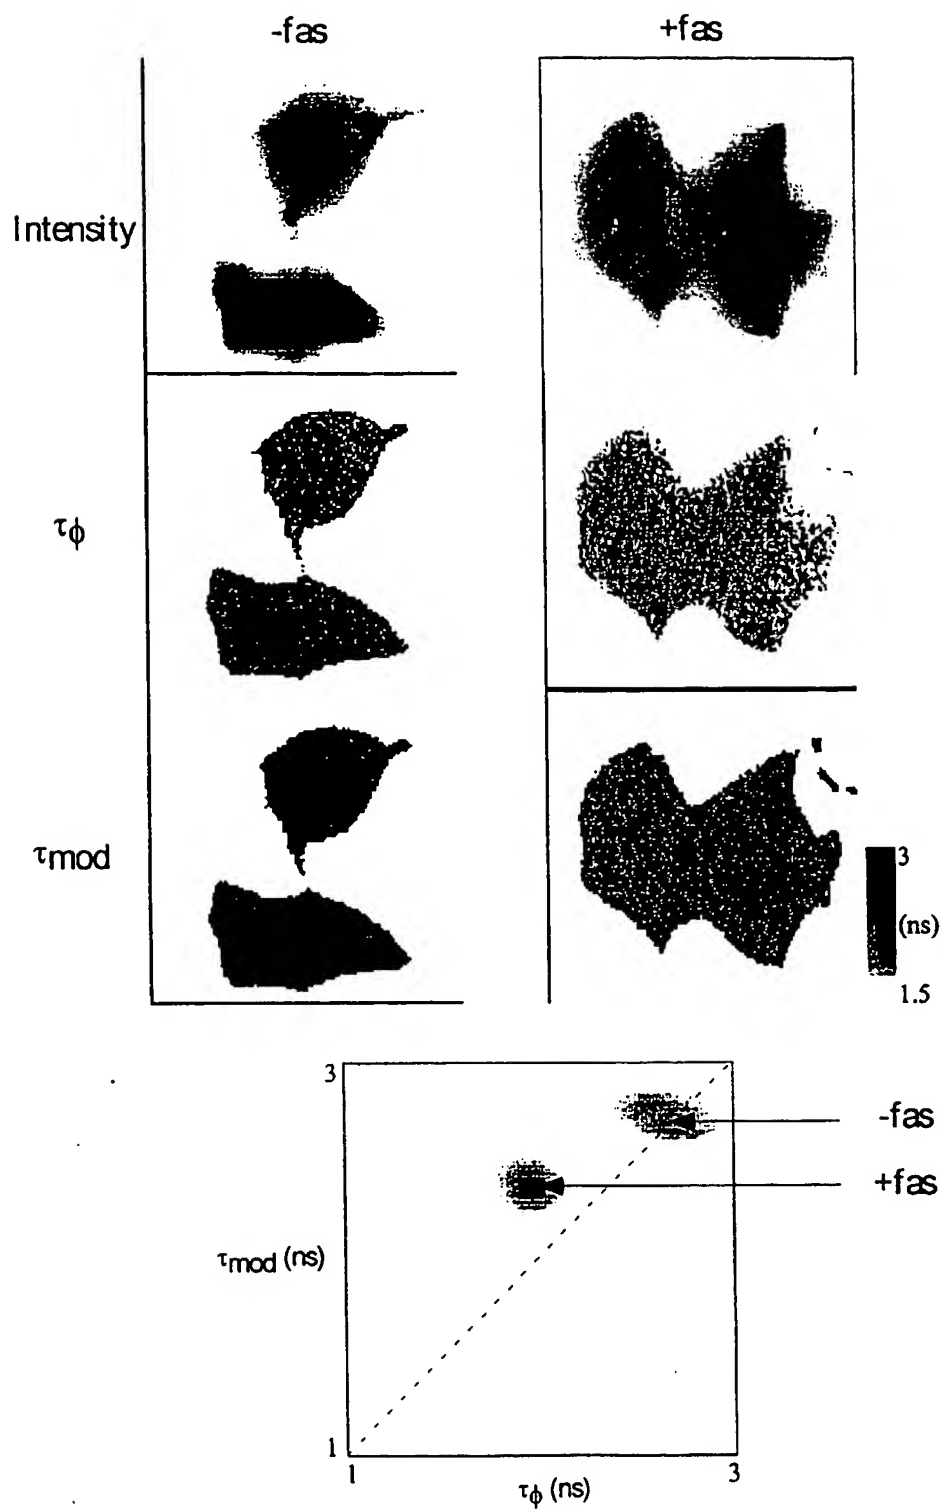 -fas
+fas
Intensity
τϕ
τmod
3
(ns)
1.5
3
-fas
+fas
τmod (ns)
1
1
3
τϕ (ns)